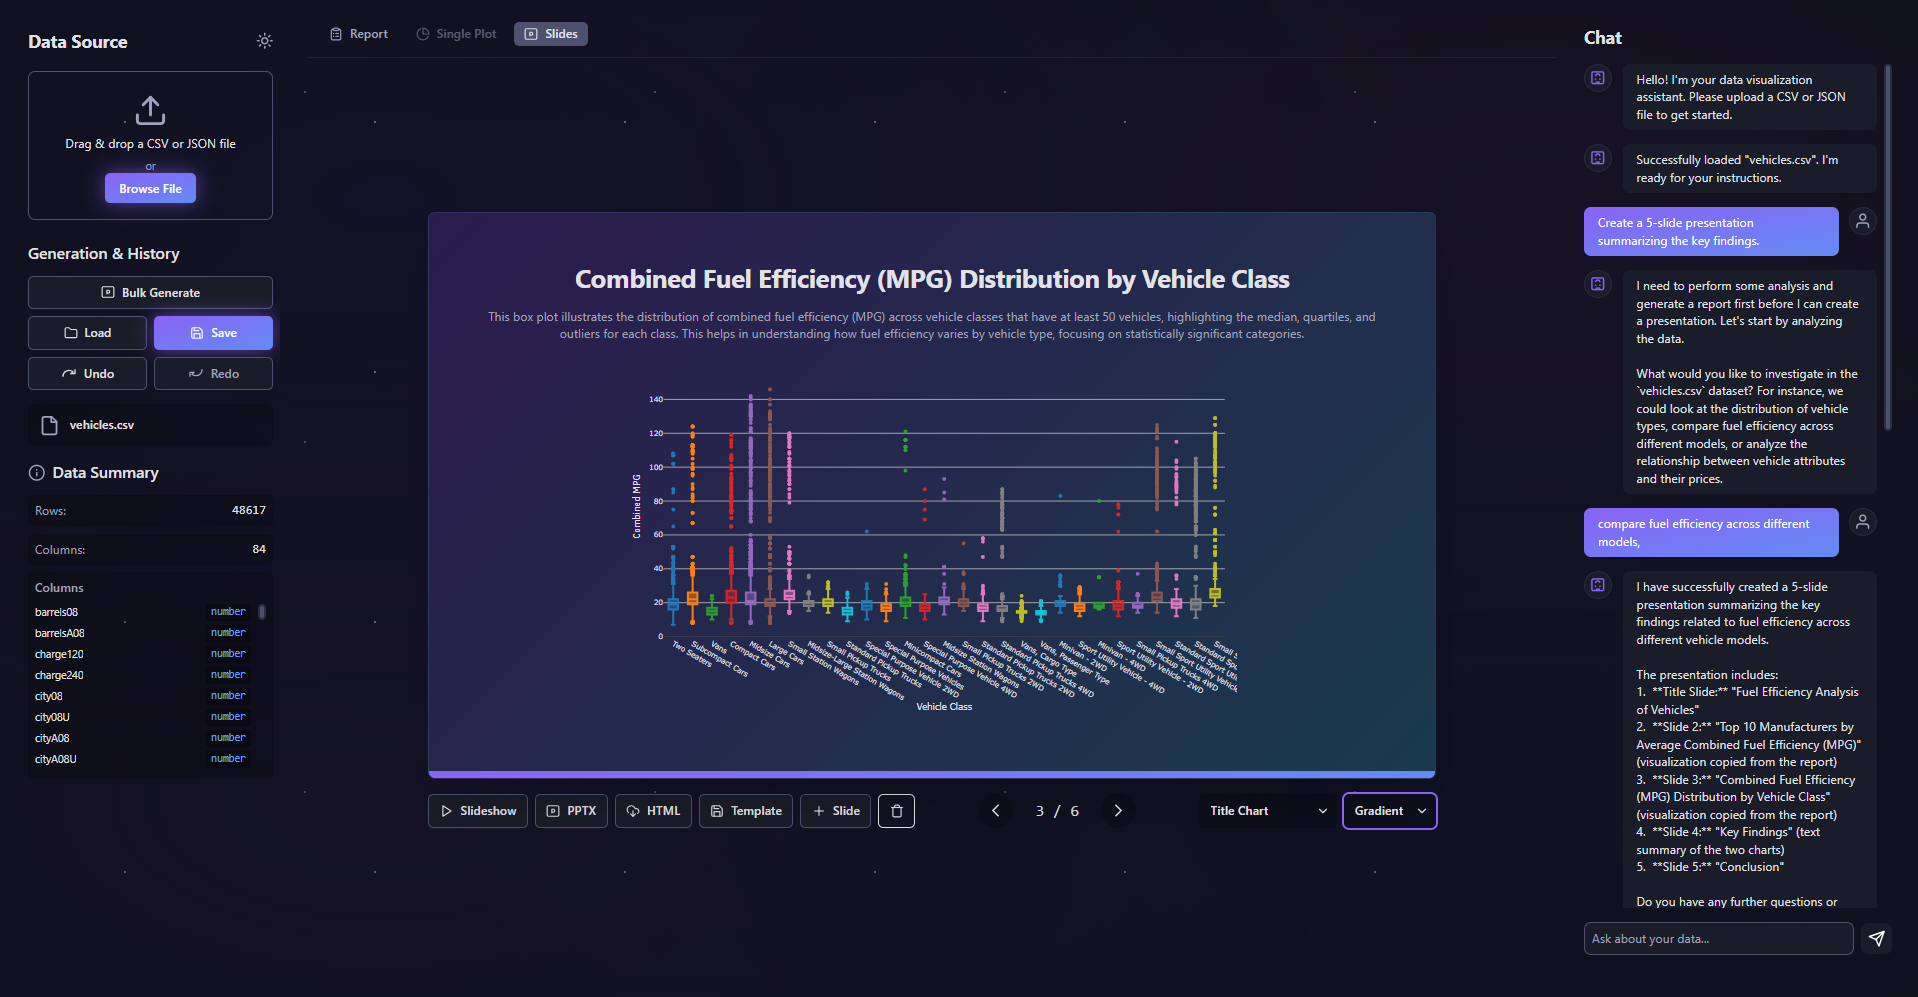 Data Source
Drag & drop a CSV or JSON file
or
Browse File
Generation & History
Bulk Generate
Load
Save
Undo
Redo
vehicles.csv
Data Summary
Rows: 48617
Columns: 84
Columns
barrels08 number
barrelsA08 number
charge120 number
charge240 number
city08 number
city08U number
cityA08 number
cityA08U number
Report
Single Plot
Slides
Combined Fuel Efficiency (MPG) Distribution by Vehicle Class
This box plot illustrates the distribution of combined fuel efficiency (MPG) across vehicle classes that have at least 50 vehicles, highlighting the median, quartiles, and
outliers for each class. This helps in understanding how fuel efficiency varies by vehicle type, focusing on statistically significant categories.
Combined MPG
140
120
100
80
60
40
20
0
Two Seaters
Subcompact Cars
Vans
Compact Cars
Midsize Cars
Large Cars
Small Station Wagons
Midsize-Large Station Wagons
Small Pickup Trucks
Standard Pickup Trucks
Special Purpose Vehicle 2WD
Special Purpose Vehicles
Minicompact Cars
Special Purpose Vehicle 4WD
Midsize Station Wagons
Small Pickup Trucks 2WD
Standard Pickup Trucks 2WD
Standard Pickup Trucks 4WD
Vans, Cargo Type
Vans, Passenger Type
Minivan - 2WD
Sport Utility Vehicle - 4WD
Minivan - 4WD
Sport Utility Vehicle - 2WD
Small Pickup Trucks 4WD
Small Sport Utility Vehicle
Standard Pickup Trucks
Standard Sport Util
Standard Spo
Small S
Vehicle Class
Slideshow
PPTX
HTML
Template
Slide
3 / 6
Title Chart
Gradient
Chat
Hello! I'm your data visualization
assistant. Please upload a CSV or JSON
file to get started.
Successfully loaded "vehicles.csv". I'm
ready for your instructions.
Create a 5-slide presentation
summarizing the key findings.
I need to perform some analysis and
generate a report first before I can create
a presentation. Let's start by analyzing
the data.
What would you like to investigate in the
`vehicles.csv` dataset? For instance, we
could look at the distribution of vehicle
types, compare fuel efficiency across
different models, or analyze the
relationship between vehicle attributes
and their prices.
compare fuel efficiency across different
models,
I have successfully created a 5-slide
presentation summarizing the key
findings related to fuel efficiency across
different vehicle models.
The presentation includes:
1. **Title Slide:** "Fuel Efficiency Analysis
of Vehicles"
2. **Slide 2:** "Top 10 Manufacturers by
Average Combined Fuel Efficiency (MPG)"
(visualization copied from the report)
3. **Slide 3:** "Combined Fuel Efficiency
(MPG) Distribution by Vehicle Class"
(visualization copied from the report)
4. **Slide 4:** "Key Findings" (text
summary of the two charts)
5. **Slide 5:** "Conclusion"
Do you have any further questions or
Ask about your data...